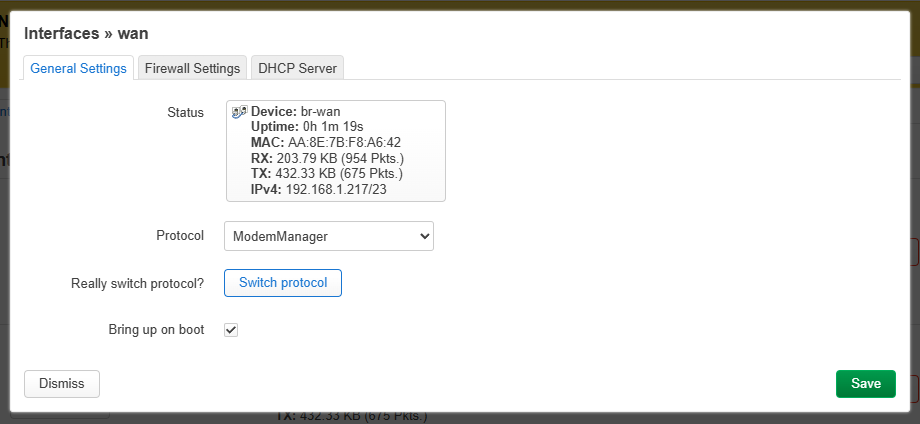 Interfaces » wan
General Settings
Firewall Settings
DHCP Server
Status
Device: br-wan
Uptime: 0h 1m 19s
MAC: AA:8E:7B:F8:A6:42
RX: 203.79 KB (954 Pkts.)
TX: 432.33 KB (675 Pkts.)
IPv4: 192.168.1.217/23
Protocol
ModemManager
Really switch protocol?
Switch protocol
Bring up on boot
Dismiss
Save
TX: 432.33 KB (675 Pkts.)